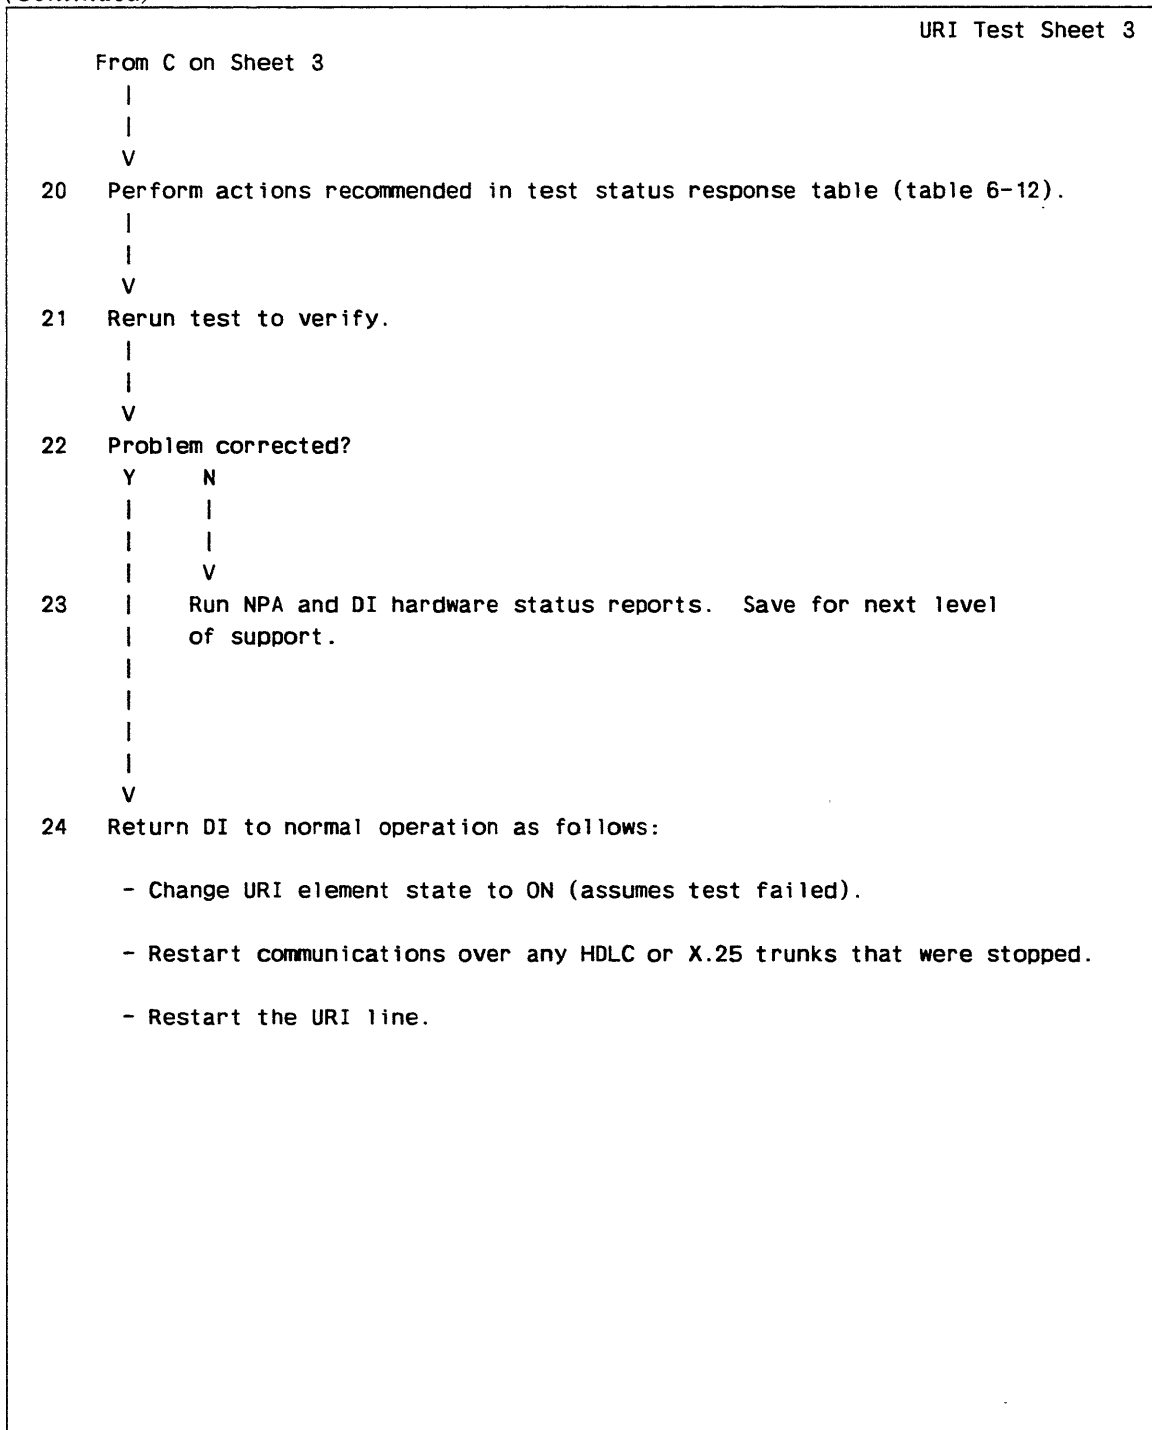 URI Test Sheet 3
From C on Sheet 3
|
|
V
20 Perform actions recommended in test status response table (table 6-12).
|
|
V
21 Rerun test to verify.
|
|
V
22 Problem corrected?
Y N
| |
| |
| V
23 | Run NPA and DI hardware status reports. Save for next level
| of support.
|
|
|
|
V
24 Return DI to normal operation as follows:
- Change URI element state to ON (assumes test failed).
- Restart communications over any HDLC or X.25 trunks that were stopped.
- Restart the URI line.